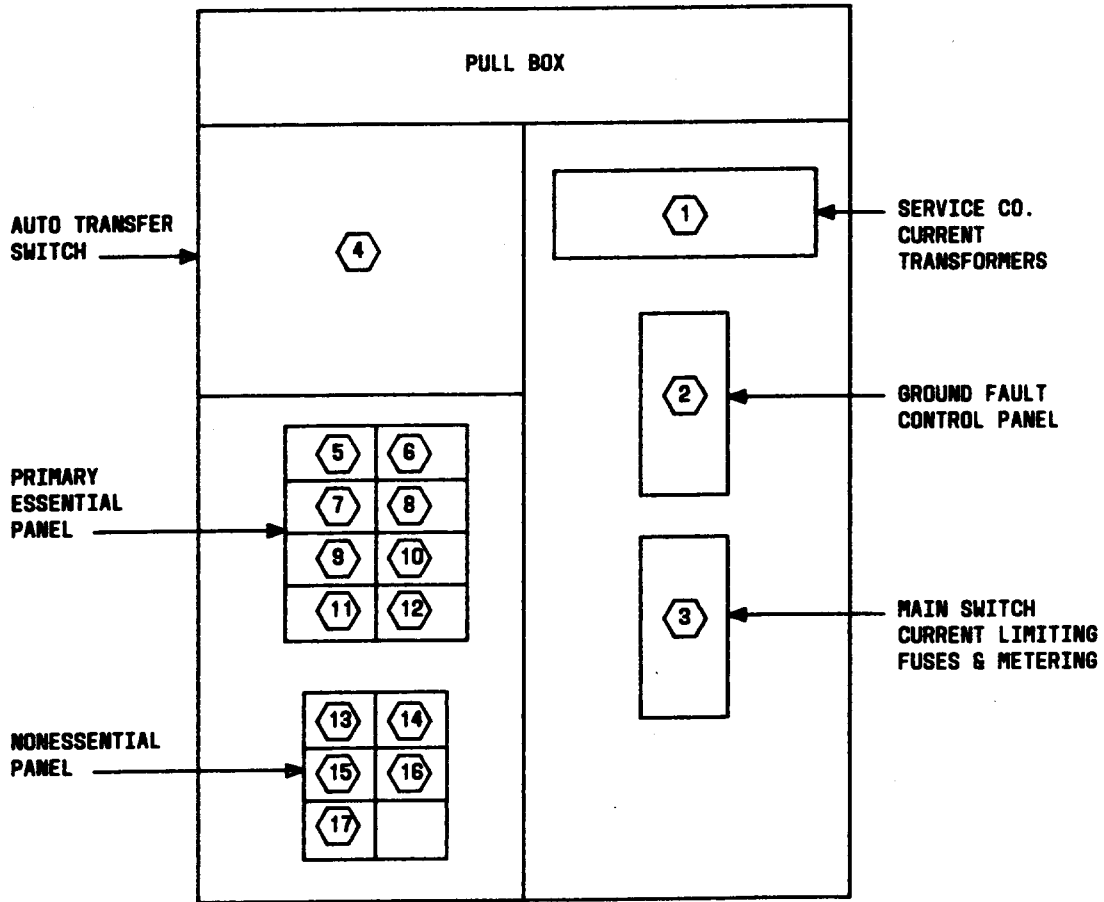 PULL BOX
AUTO TRANSFER
SWITCH
4
1
SERVICE CO.
CURRENT
TRANSFORMERS
2
GROUND FAULT
CONTROL PANEL
PRIMARY
ESSENTIAL
PANEL
5 6
7 8
9 10
11 12
3
MAIN SWITCH
CURRENT LIMITING
FUSES & METERING
NONESSENTIAL
PANEL
13 14
15 16
17